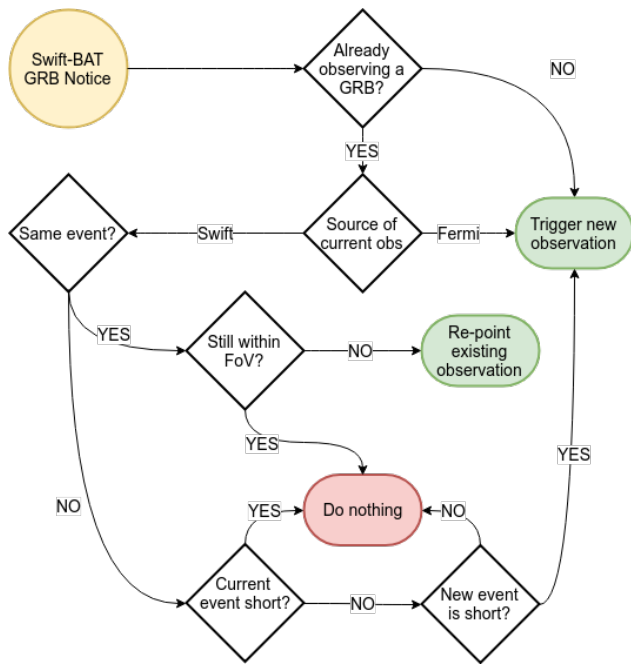 Swift-BAT
GRB Notice
Already
observing a
GRB?
NO
YES
Same event?
Swift
Source of
current obs
Fermi
Trigger new
observation
YES
Still within
FoV?
NO
Re-point
existing
observation
YES
YES
NO
YES
Do nothing
NO
Current
event short?
NO
New event
is short?